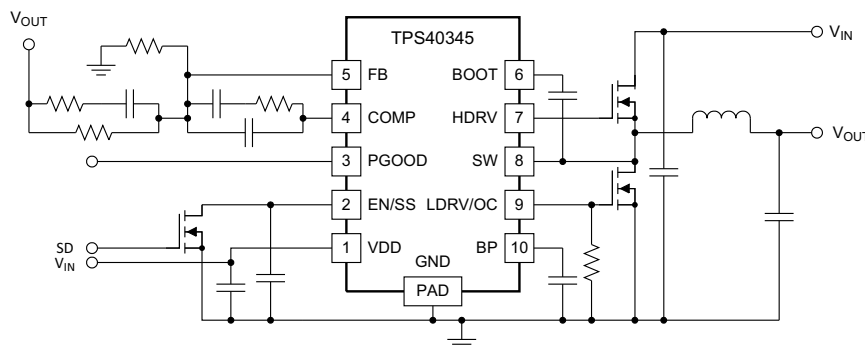 VOUT
TPS40345
VIN
5 FB BOOT 6
4 COMP HDRV 7
3 PGOOD SW 8
VOUT
2 EN/SS LDRV/OC 9
SD
VIN
1 VDD BP 10
GND
PAD